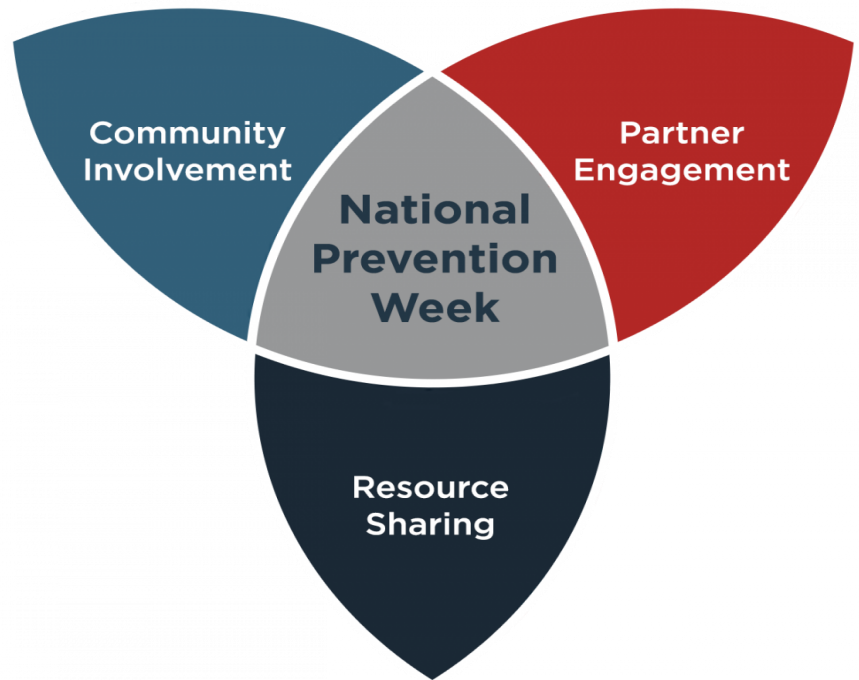 Community
Involvement
Partner
Engagement
National
Prevention
Week
Resource
Sharing